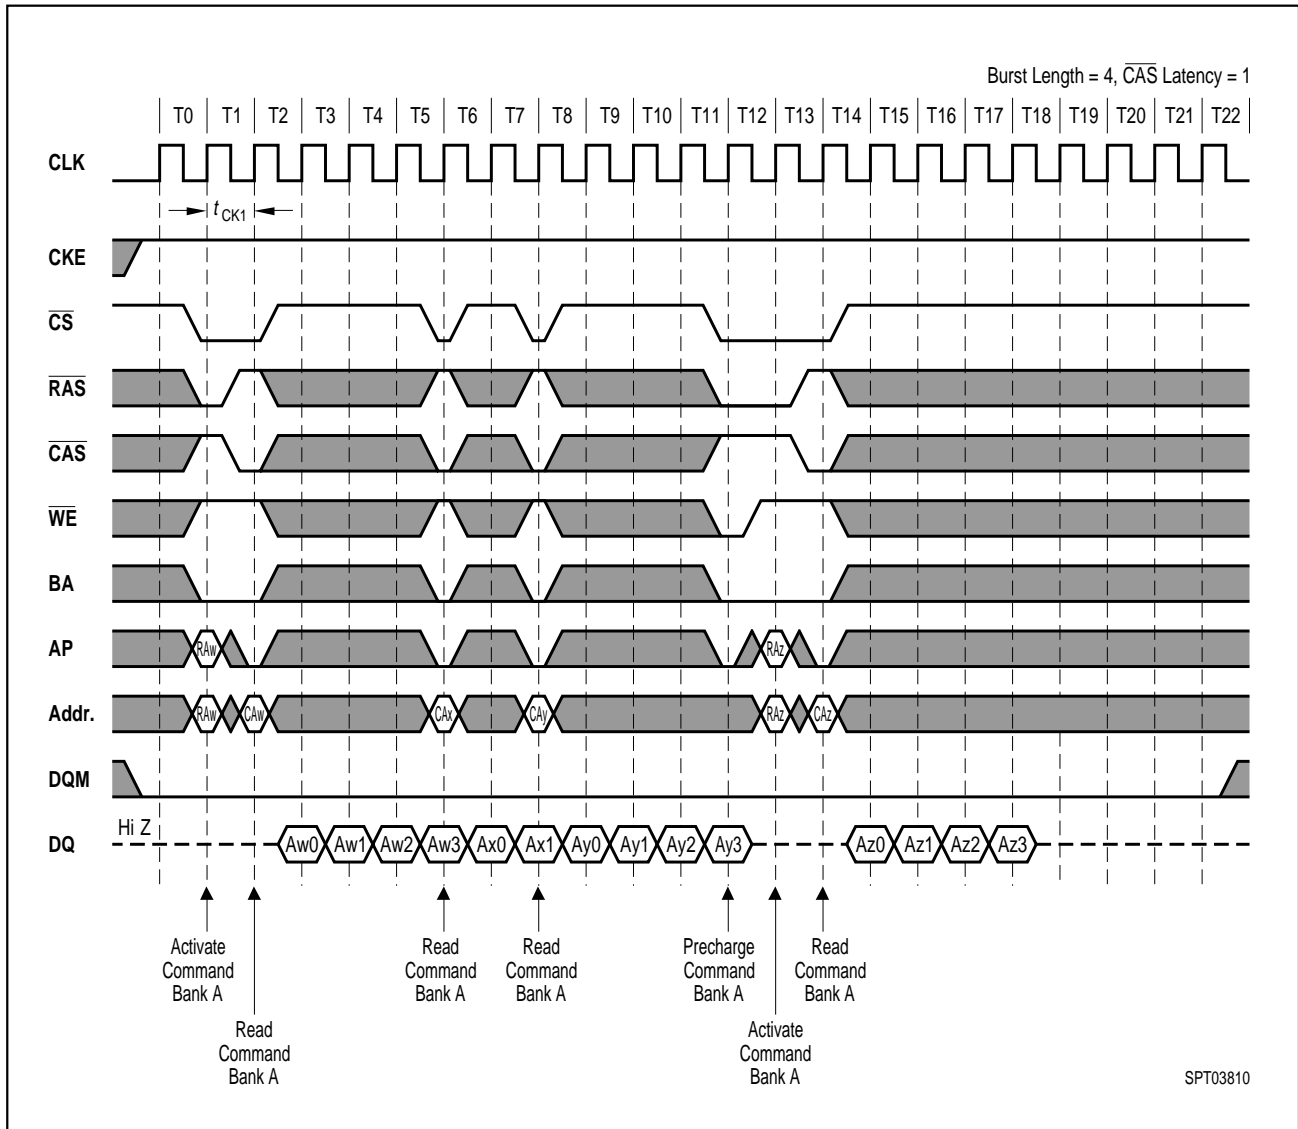 Burst Length = 4, CAS Latency = 1
T0 T1 T2 T3 T4 T5 T6 T7 T8 T9 T10 T11 T12 T13 T14 T15 T16 T17 T18 T19 T20 T21 T22
CLK
t CK1
CKE
CS
RAS
CAS
WE
BA
AP RAw RAz
Addr. RAw CAw CAx CAy RAz CAz
DQM
Hi Z
DQ Aw0 Aw1 Aw2 Aw3 Ax0 Ax1 Ay0 Ay1 Ay2 Ay3 Az0 Az1 Az2 Az3
Activate
Command
Bank A
Read
Command
Bank A
Read
Command
Bank A
Read
Command
Bank A
Precharge
Command
Bank A
Activate
Command
Bank A
Read
Command
Bank A
SPT03810